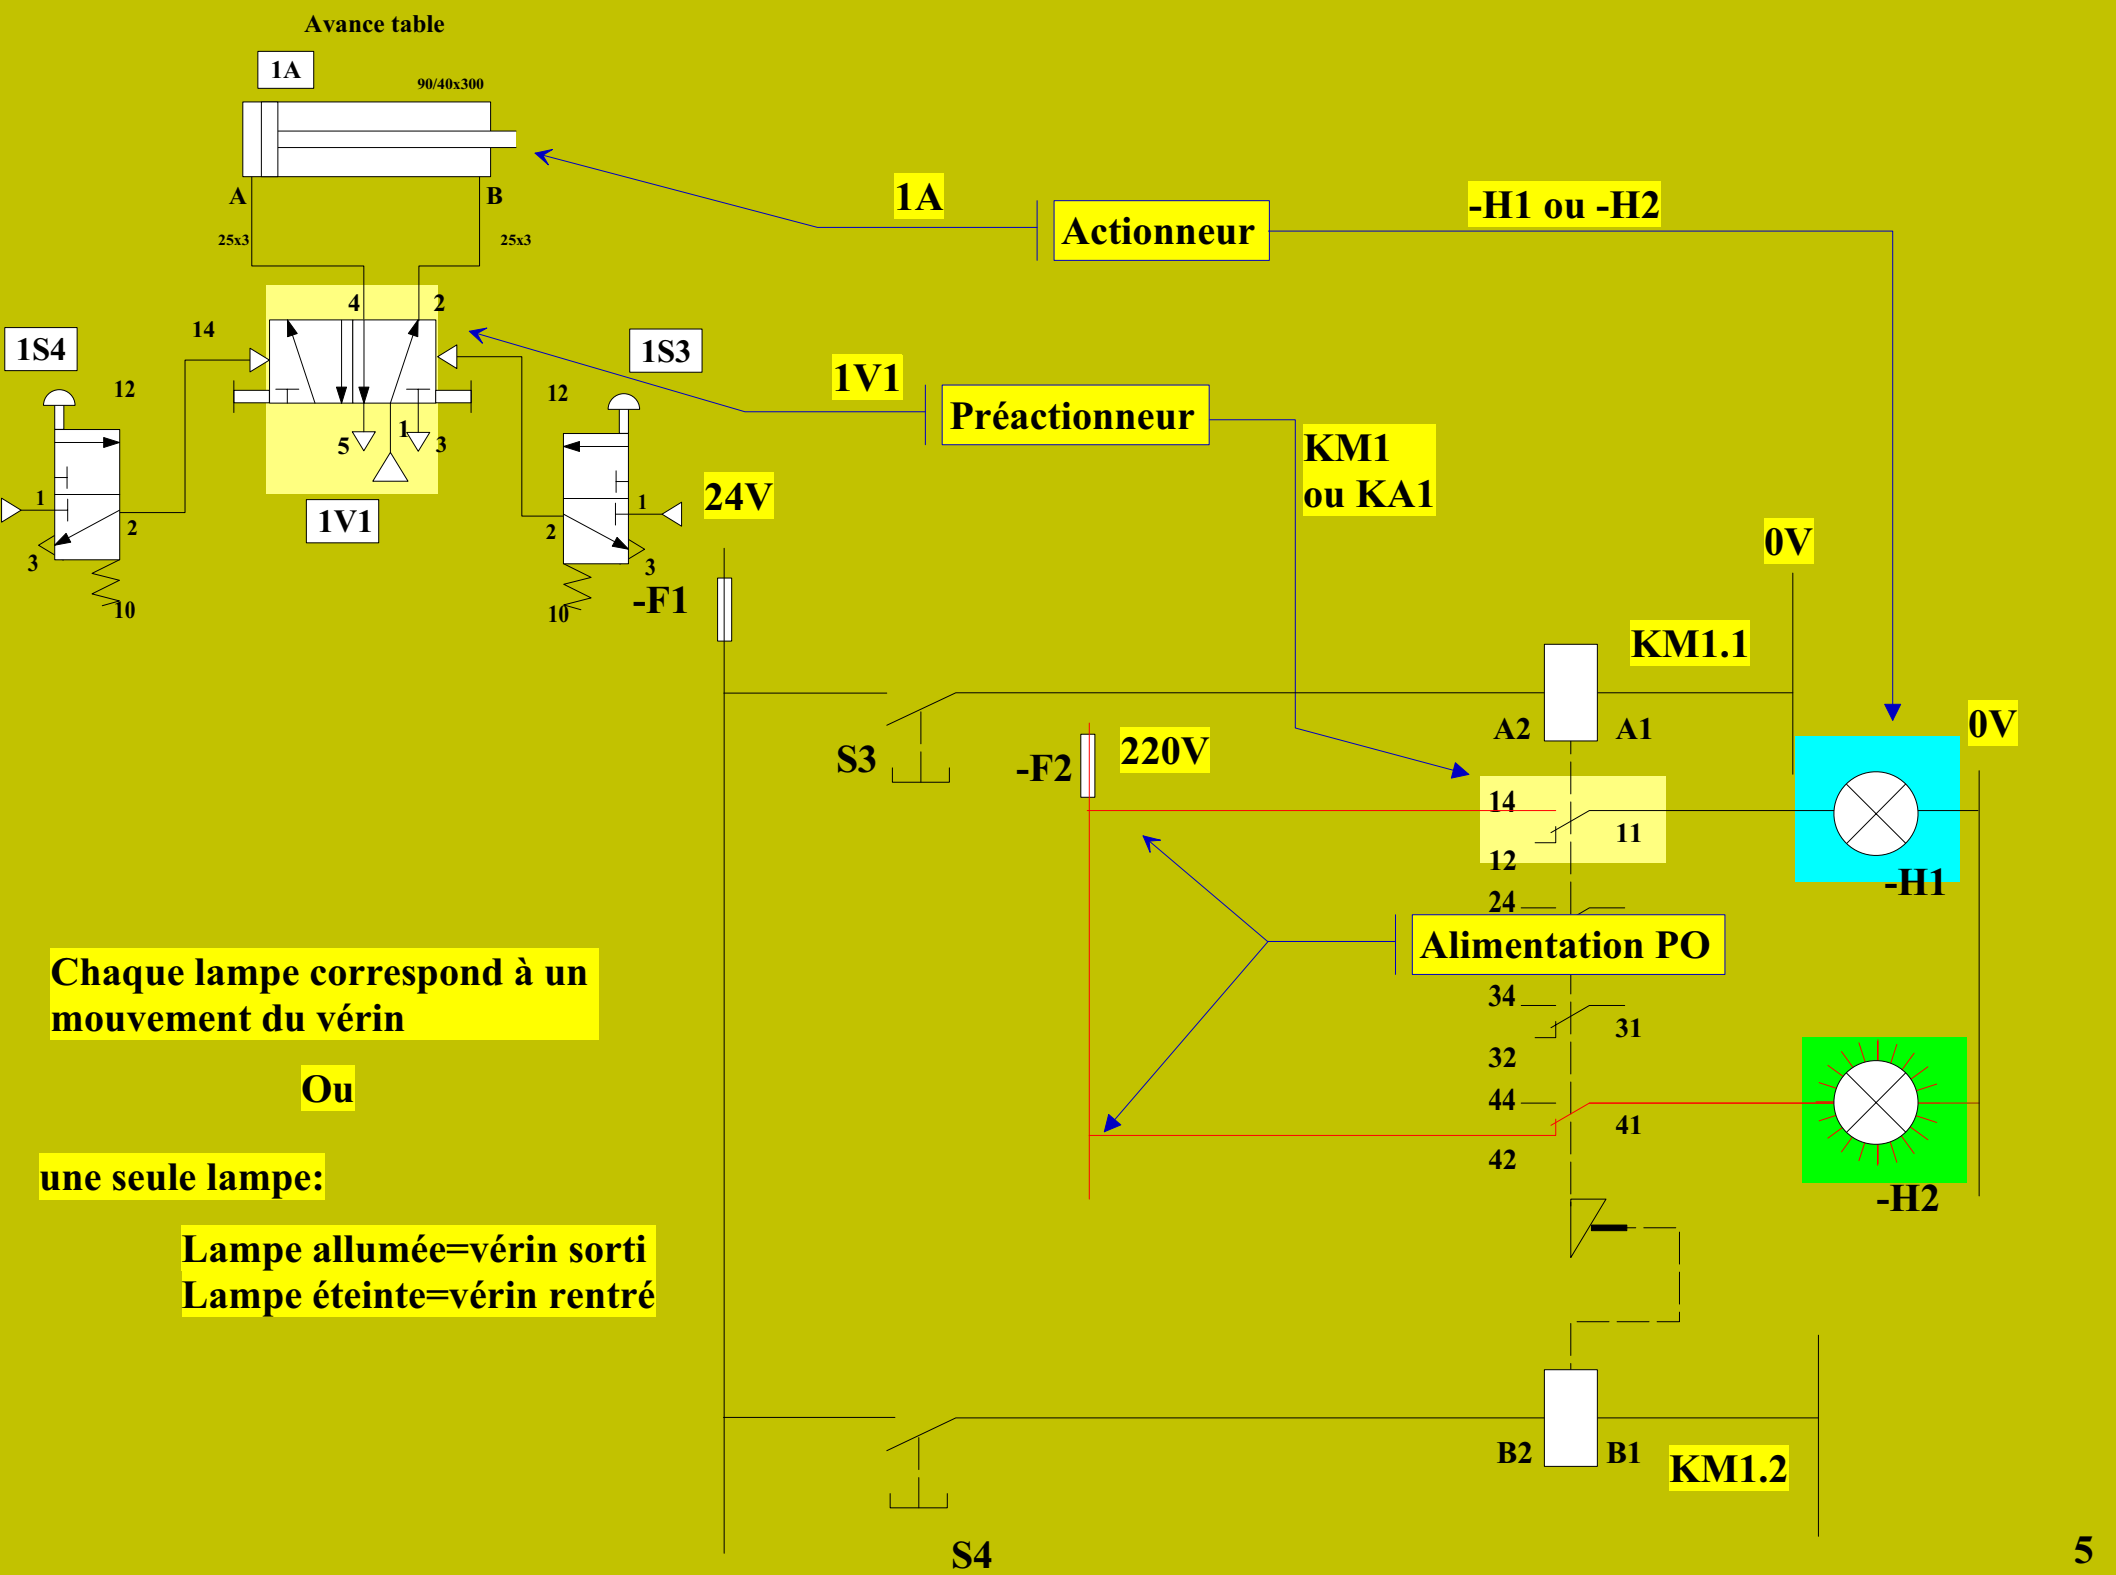 Avance table
1A
90/40x300
A
B
25x3
25x3
1A
Actionneur
-H1 ou -H2
4
2
14
1S4
12
5
1
3
1V1
1
2
3
10
1S3
12
1
2
3
10
1V1
Préactionneur
KM1
ou KA1
24V
-F1
0V
KM1.1
A2
A1
S3
-F2
220V
0V
14
11
12
-H1
24
Alimentation PO
34
31
32
44
41
42
-H2
Chaque lampe correspond à un
mouvement du vérin
Ou
une seule lampe:
Lampe allumée=vérin sorti
Lampe éteinte=vérin rentré
B2
B1
KM1.2
S4
5